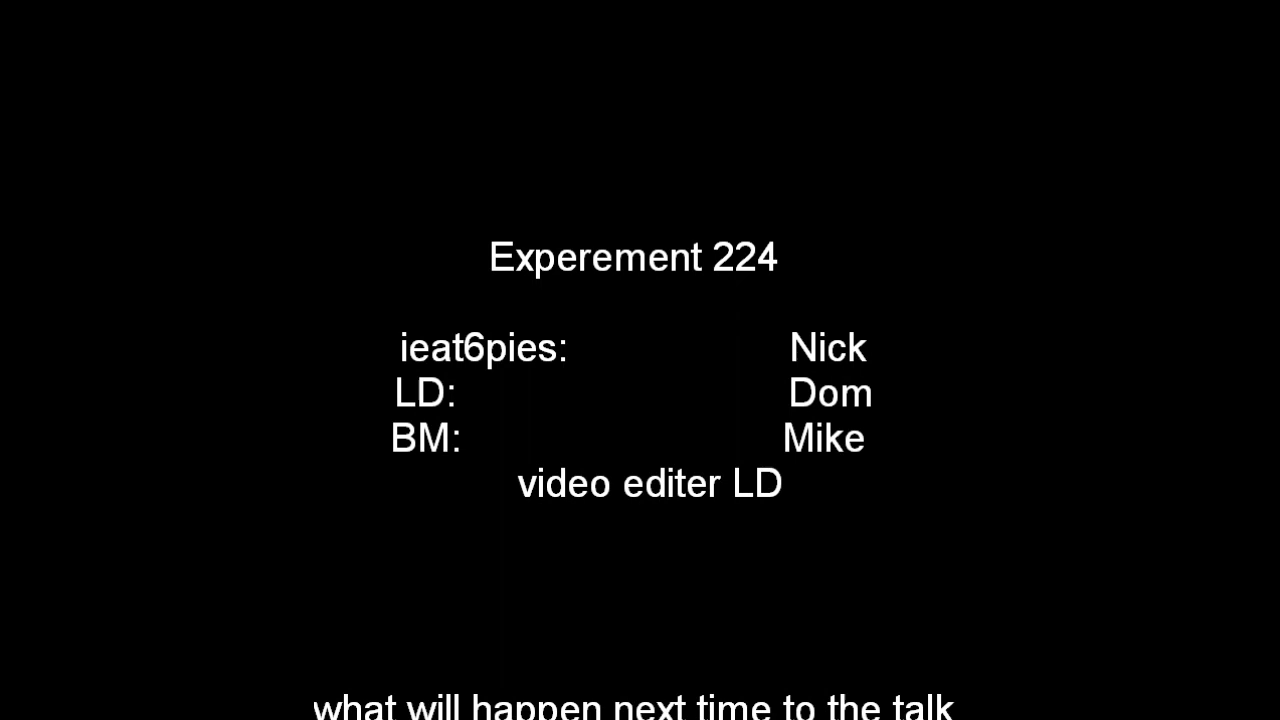 Experement 224
ieat6pies: Nick
LD: Dom
BM: Mike
video editer LD
what will happen next time to the talk